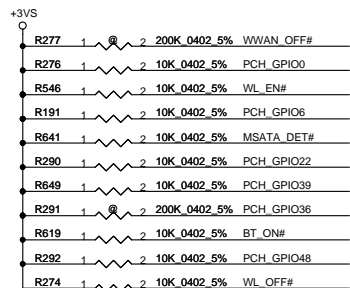 +3VS
R277 1 @ 2 200K_0402_5% WWAN_OFF#
R276 1 2 10K_0402_5% PCH_GPIO0
R546 1 2 10K_0402_5% WL_EN#
R191 1 2 10K_0402_5% PCH_GPIO6
R641 1 2 10K_0402_5% MSATA_DET#
R290 1 2 10K_0402_5% PCH_GPIO22
R649 1 2 10K_0402_5% PCH_GPIO39
R291 1 @ 2 200K_0402_5% PCH_GPIO36
R619 1 2 10K_0402_5% BT_ON#
R292 1 2 10K_0402_5% PCH_GPIO48
R274 1 2 10K_0402_5% WL_OFF#